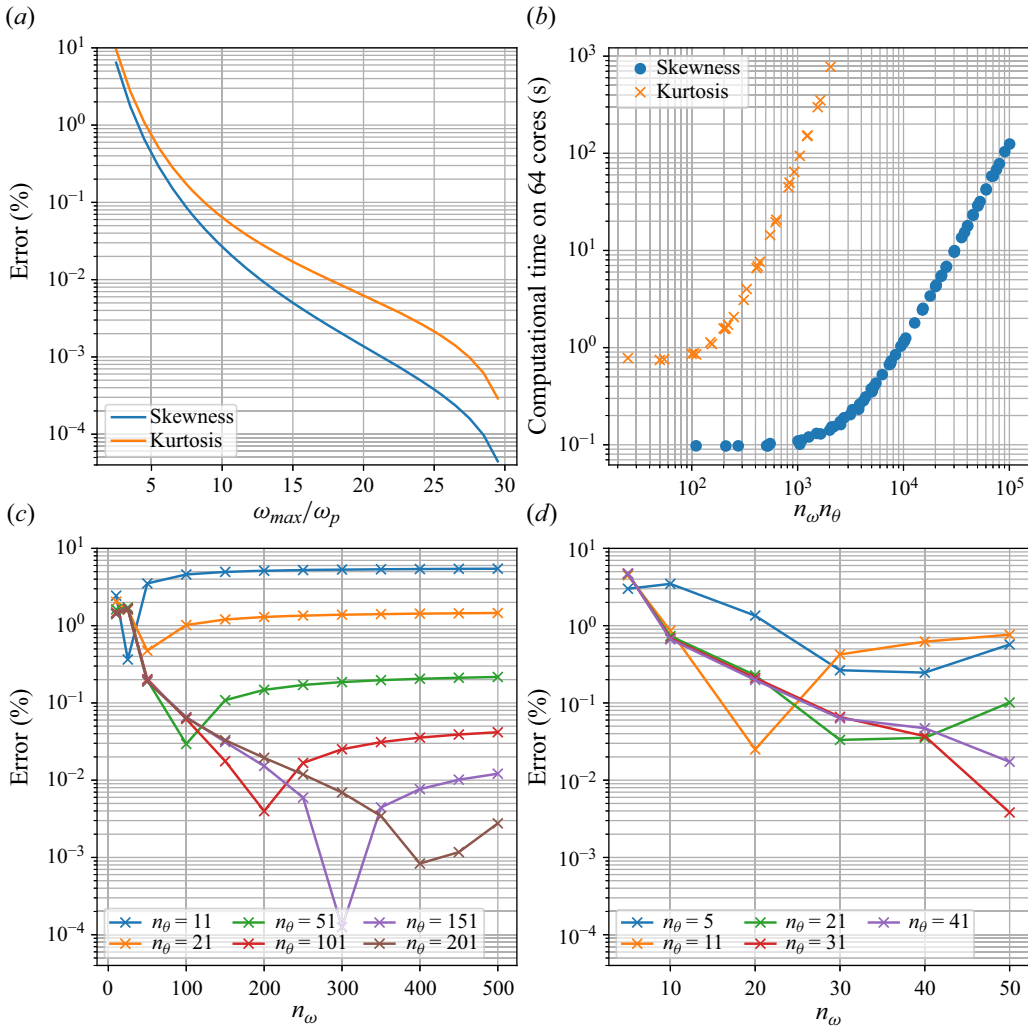 (a)
10^1
10^0
10^{-1}
10^{-2}
10^{-3}
10^{-4}
Error (%)
Skewness
Kurtosis
5 10 15 20 25 30
ω_{max}/ω_p
(b)
10^3
10^2
10^1
10^0
10^{-1}
Computational time on 64 cores (s)
Skewness
Kurtosis
10^2 10^3 10^4 10^5
n_ωn_θ
(c)
10^1
10^0
10^{-1}
10^{-2}
10^{-3}
10^{-4}
Error (%)
n_θ = 11 n_θ = 51 n_θ = 151
n_θ = 21 n_θ = 101 n_θ = 201
0 100 200 300 400 500
n_ω
(d)
10^1
10^0
10^{-1}
10^{-2}
10^{-3}
10^{-4}
Error (%)
n_θ = 5 n_θ = 21 n_θ = 41
n_θ = 11 n_θ = 31
10 20 30 40 50
n_ω